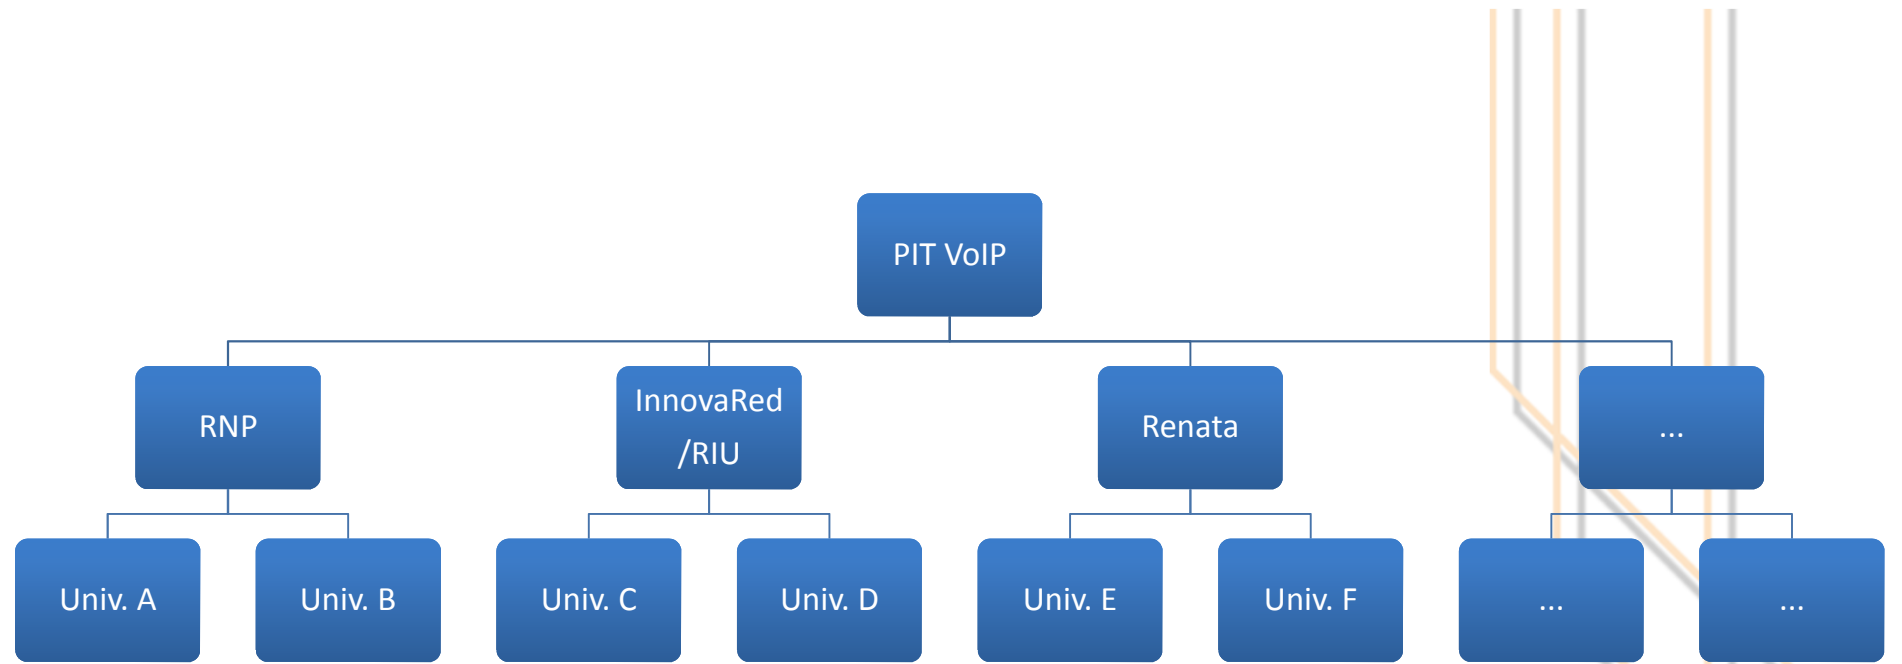 PIT VoIP
RNP
InnovaRed
/RIU
Renata
...
Univ. A
Univ. B
Univ. C
Univ. D
Univ. E
Univ. F
...
...